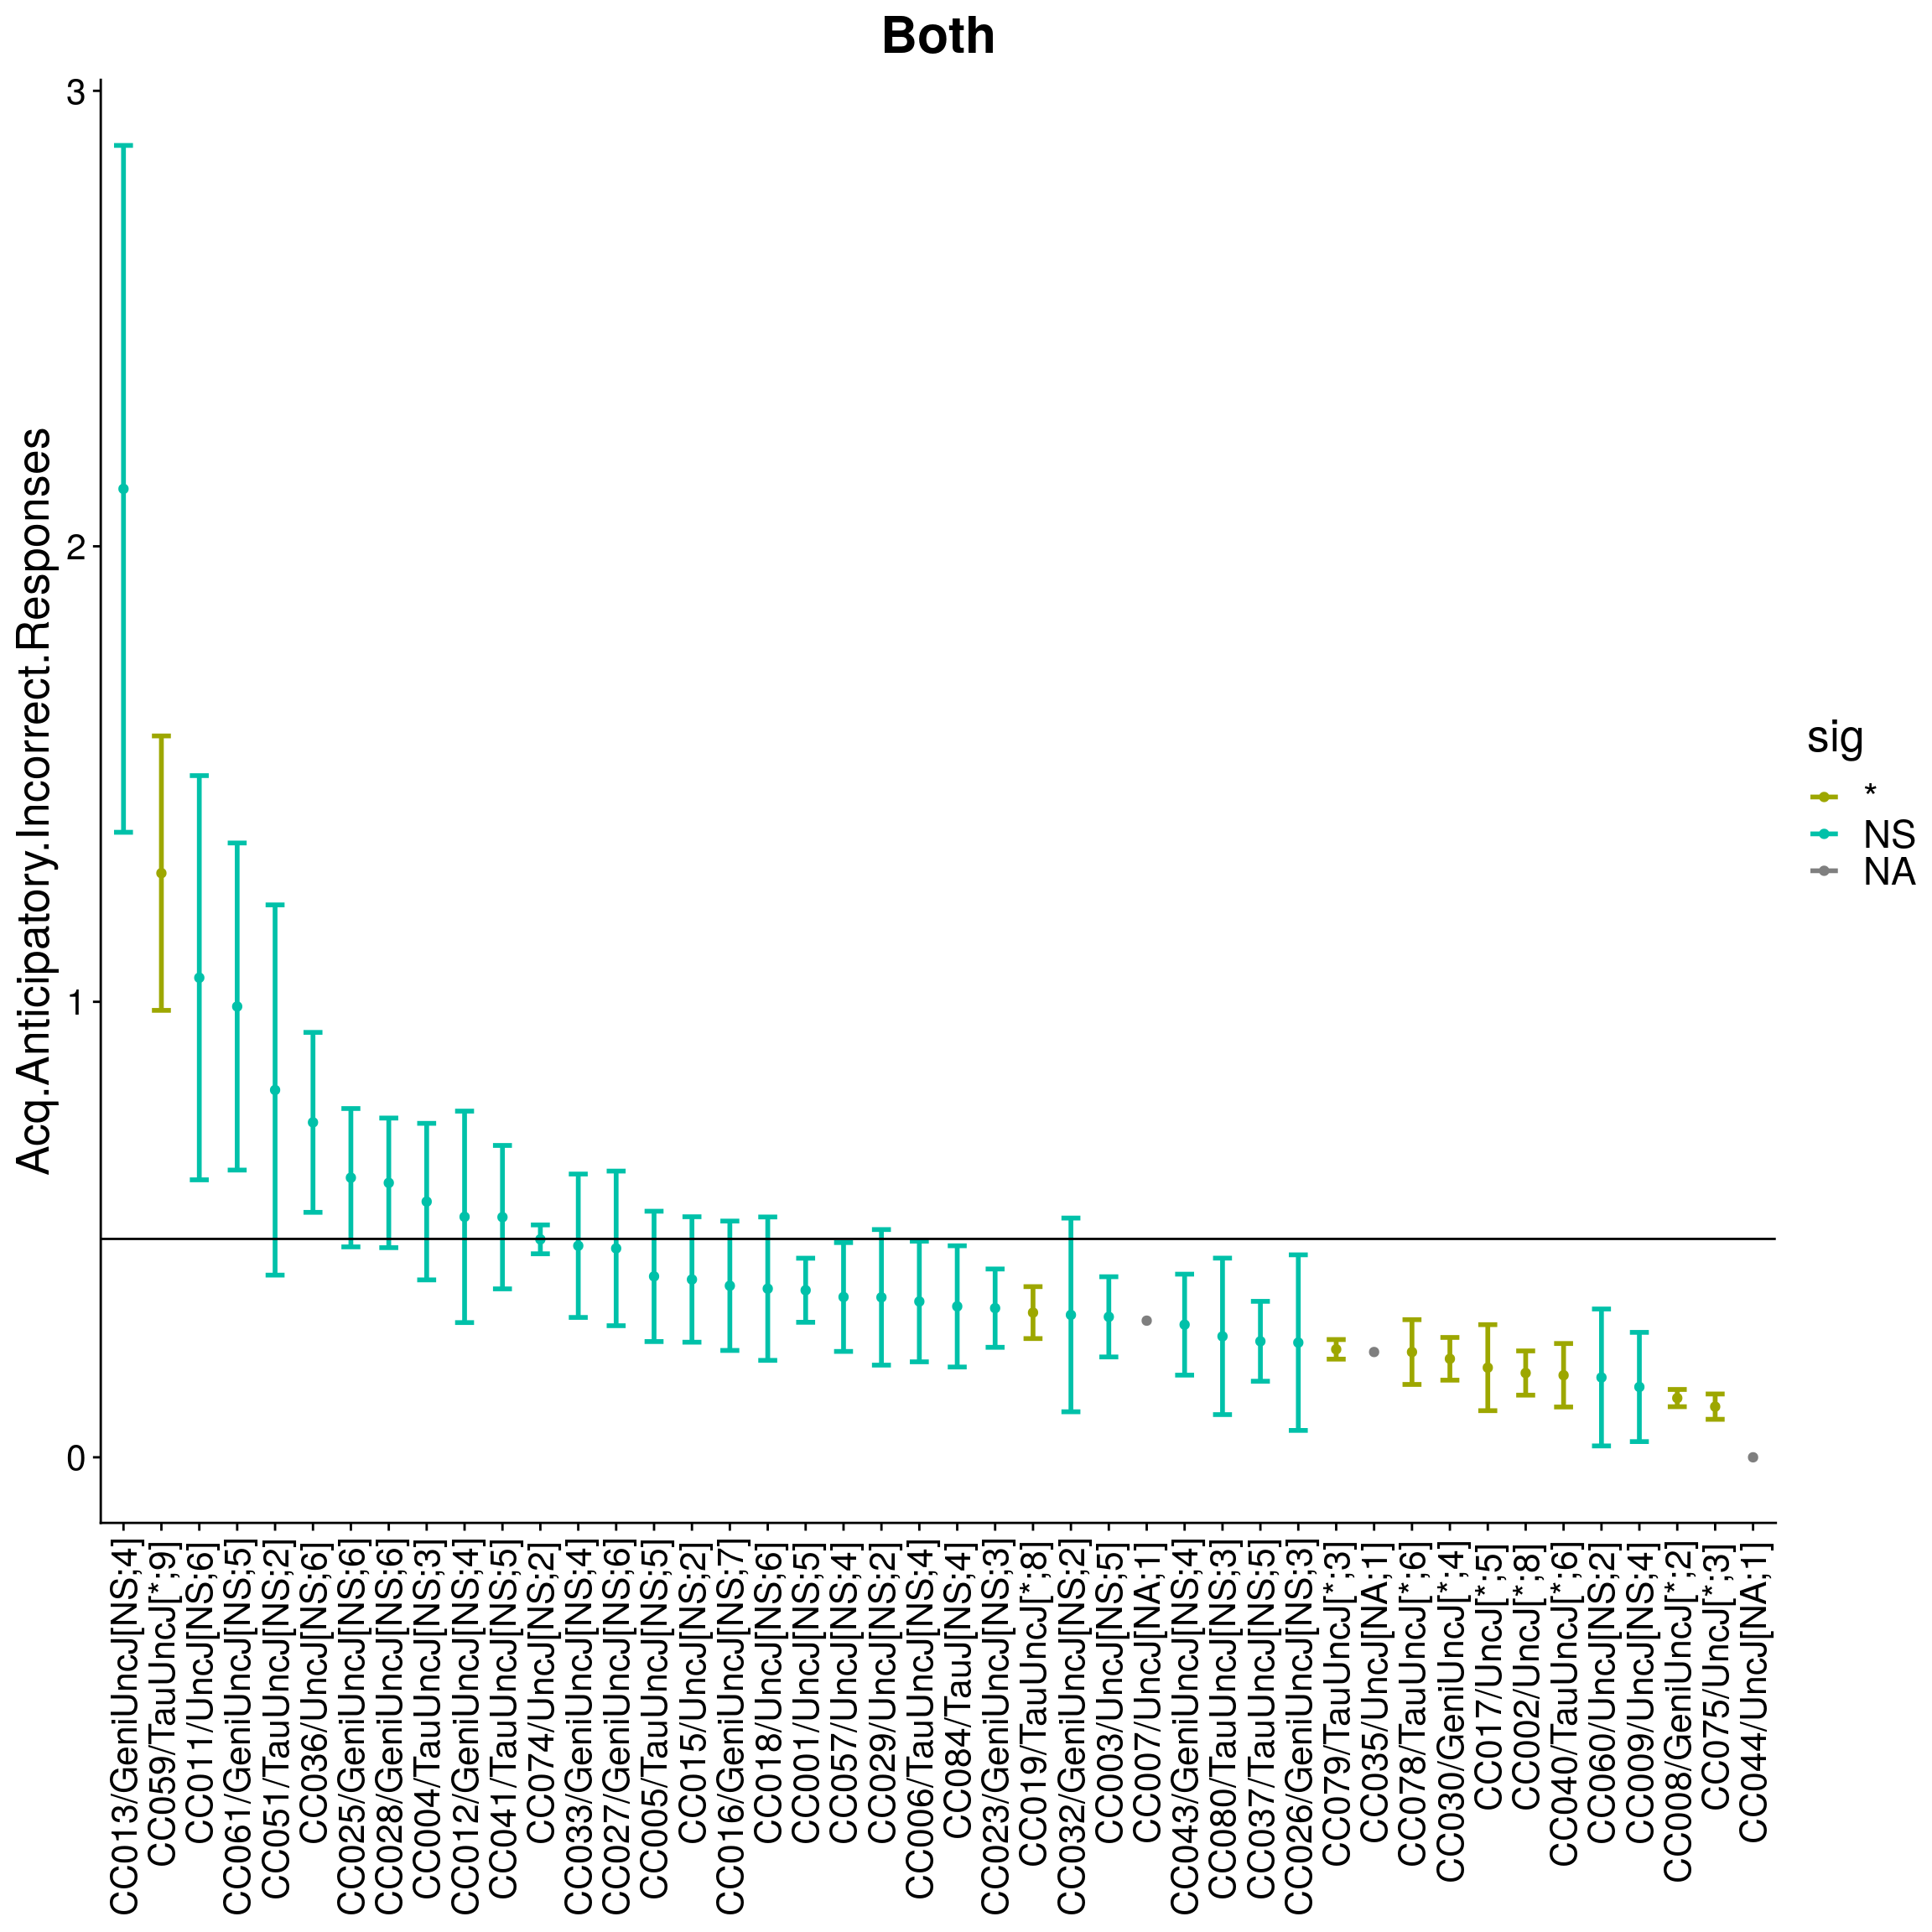 Both
Acq.Anticipatory.Incorrect.Responses
3
2
1
0
CC013/GeniUncJ[NS;4]
CC059/TauUncJ[*;9]
CC011/UncJ[NS;6]
CC061/GeniUncJ[NS;5]
CC051/TauUncJ[NS;2]
CC036/UncJ[NS;6]
CC025/GeniUncJ[NS;6]
CC028/GeniUncJ[NS;6]
CC004/TauUncJ[NS;3]
CC012/GeniUncJ[NS;4]
CC041/TauUncJ[NS;5]
CC074/UncJ[NS;2]
CC033/GeniUncJ[NS;4]
CC027/GeniUncJ[NS;6]
CC005/TauUncJ[NS;5]
CC015/UncJ[NS;2]
CC016/GeniUncJ[NS;7]
CC018/UncJ[NS;6]
CC001/UncJ[NS;5]
CC057/UncJ[NS;4]
CC029/UncJ[NS;2]
CC006/TauUncJ[NS;4]
CC084/TauJ[NS;4]
CC023/GeniUncJ[NS;3]
CC019/TauUncJ[*;8]
CC032/GeniUncJ[NS;2]
CC003/UncJ[NS;5]
CC007/UncJ[NA;1]
CC043/GeniUncJ[NS;4]
CC080/TauUncJ[NS;3]
CC037/TauUncJ[NS;5]
CC026/GeniUncJ[NS;3]
CC079/TauUncJ[*;3]
CC035/UncJ[NA;1]
CC078/TauUncJ[*;6]
CC030/GeniUncJ[*;4]
CC017/UncJ[*;5]
CC002/UncJ[*;8]
CC040/TauUncJ[*;6]
CC060/UncJ[NS;2]
CC009/UncJ[NS;4]
CC008/GeniUncJ[*;2]
CC075/UncJ[*;3]
CC044/UncJ[NA;1]
sig
*
NS
NA